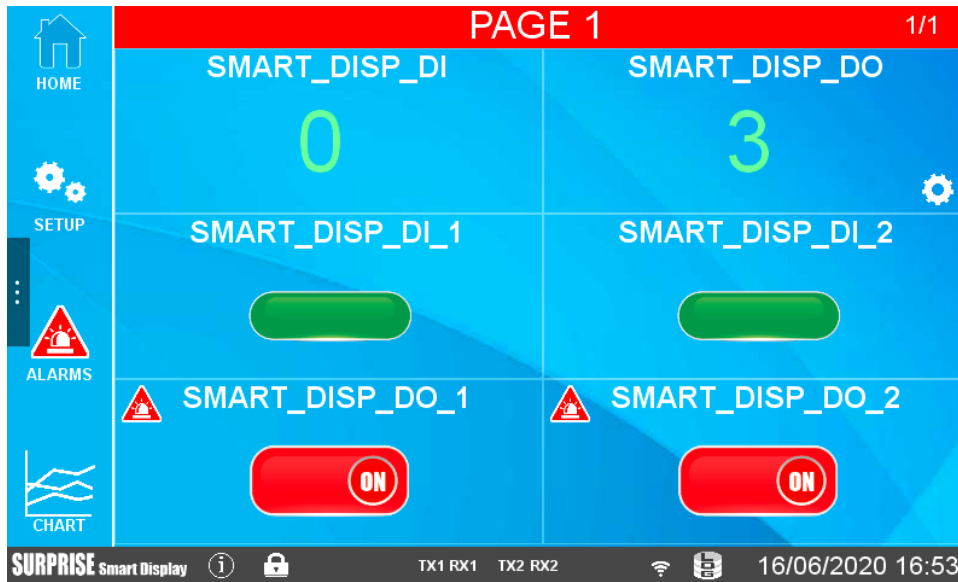 PAGE 1 1/1
HOME
SMART_DISP_DI SMART_DISP_DO
0 3
SETUP
SMART_DISP_DI_1 SMART_DISP_DI_2
ALARMS
SMART_DISP_DO_1 SMART_DISP_DO_2
ON ON
CHART
SURPRISE Smart Display TX1 RX1 TX2 RX2 16/06/2020 16:53